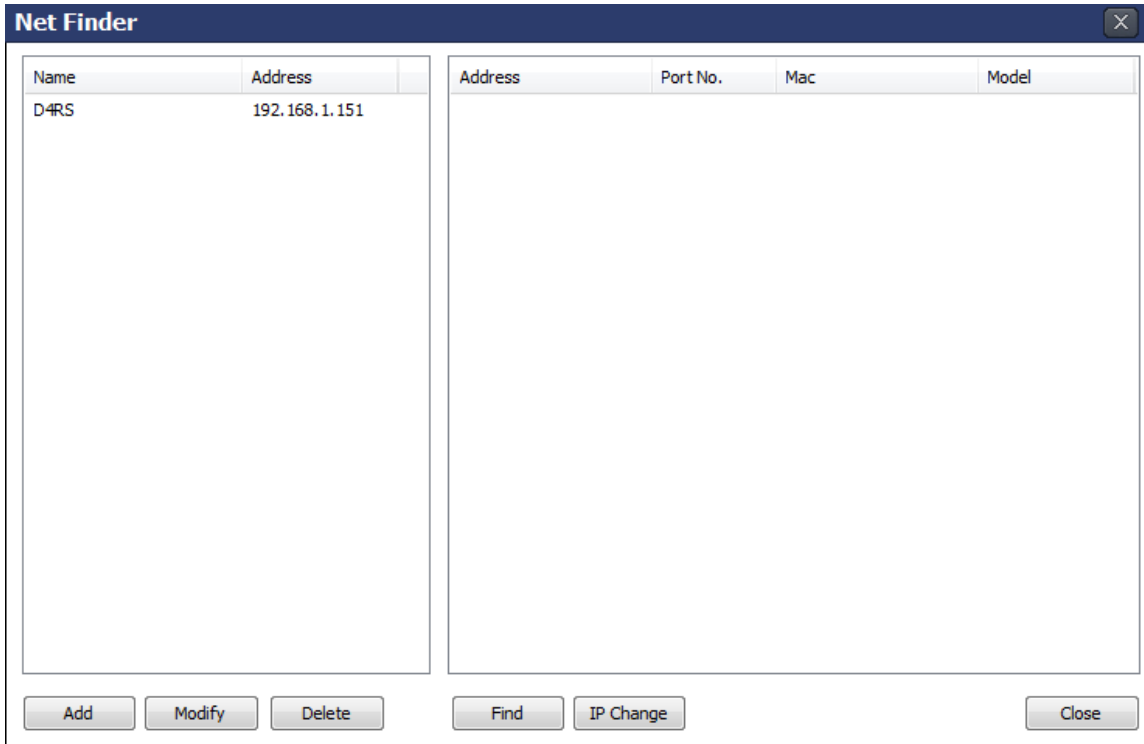 Net Finder
Name Address
D4RS 192.168.1.151
Address Port No. Mac Model
Add Modify Delete Find IP Change Close